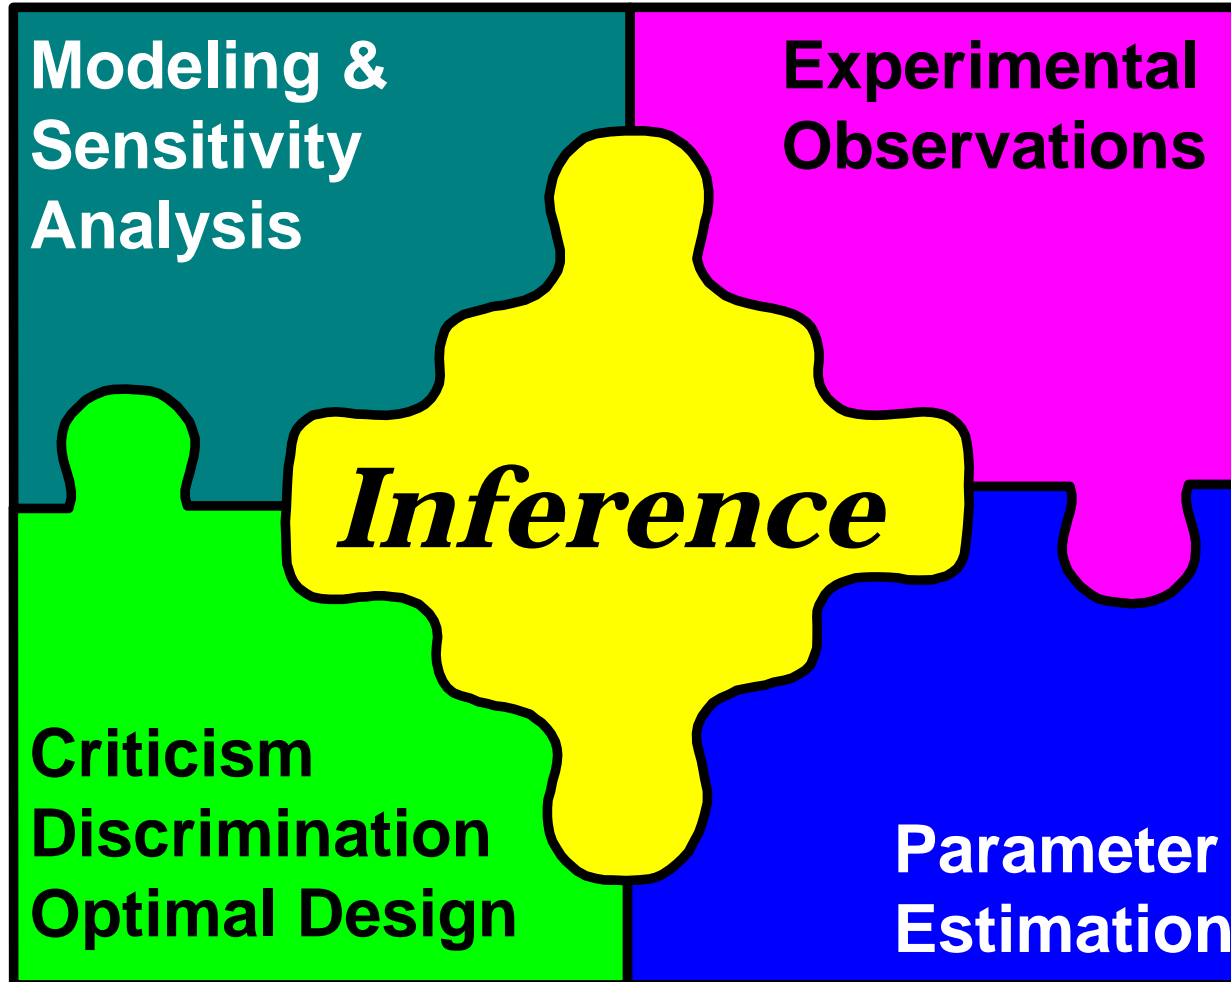 Modeling &
Sensitivity
Analysis
Experimental
Observations
Inference
Criticism
Discrimination
Optimal Design
Parameter
Estimation